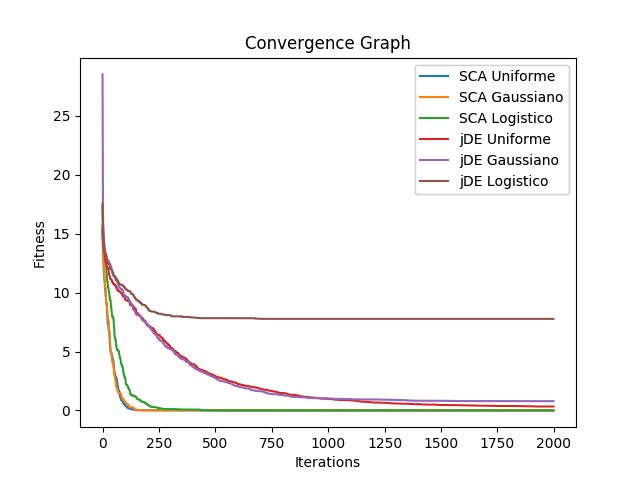 Convergence Graph
SCA Uniforme
SCA Gaussiano
SCA Logistico
jDE Uniforme
jDE Gaussiano
jDE Logistico
Fitness
25
20
15
10
5
0
0 250 500 750 1000 1250 1500 1750 2000
Iterations